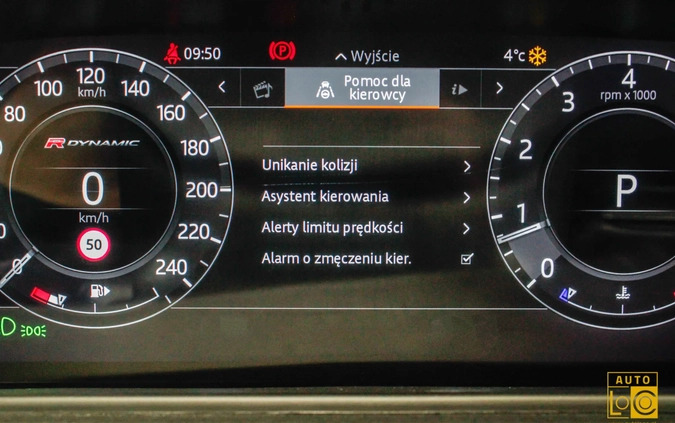 09:50
P
Wyjście
4°c
Pomoc dla
kierowcy
i
80
100
120
km/h
140
160
180
200
220
240
0
R DYNAMIC
0
km/h
50
Unikanie kolizji
Asystent kierowania
Alerty limitu prędkości
Alarm o zmęczeniu kier.
4
rpm x 1000
3
2
1
0
P
AUTO
LOCO